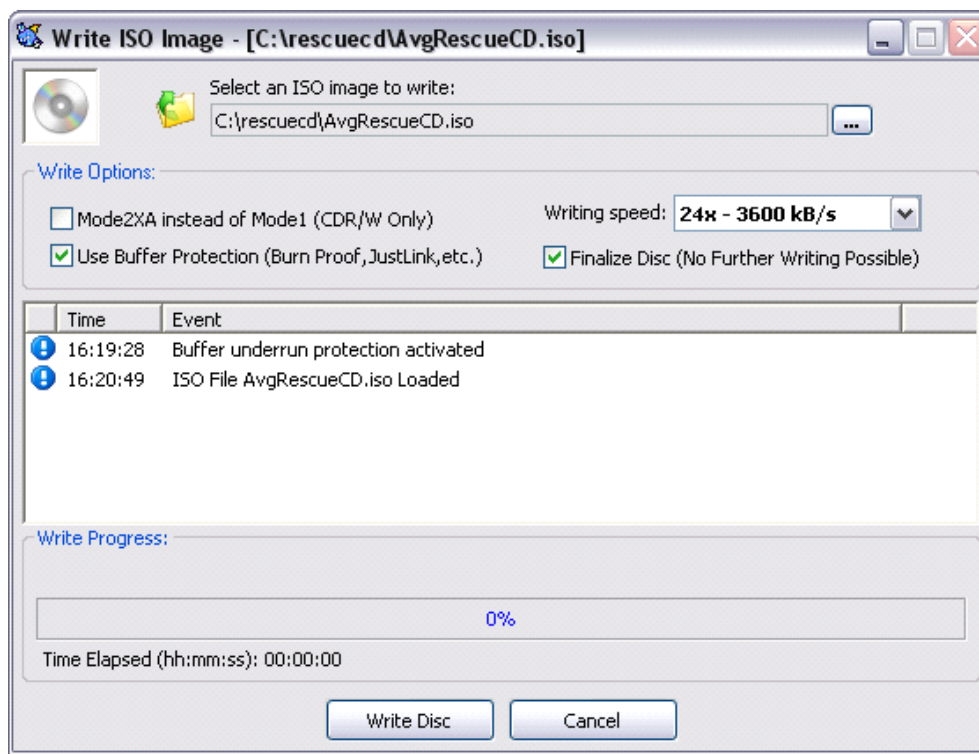 Write ISO Image - [C:\rescuecd\AvgRescueCD.iso]
Select an ISO image to write:
C:\rescuecd\AvgRescueCD.iso
...
Write Options:
Mode2XA instead of Mode1 (CDR/W Only)
Writing speed: 24x - 3600 kB/s
Use Buffer Protection (Burn Proof,JustLink,etc.)
Finalize Disc (No Further Writing Possible)
Time Event
16:19:28 Buffer underrun protection activated
16:20:49 ISO File AvgRescueCD.iso Loaded
Write Progress:
0%
Time Elapsed (hh:mm:ss): 00:00:00
Write Disc Cancel